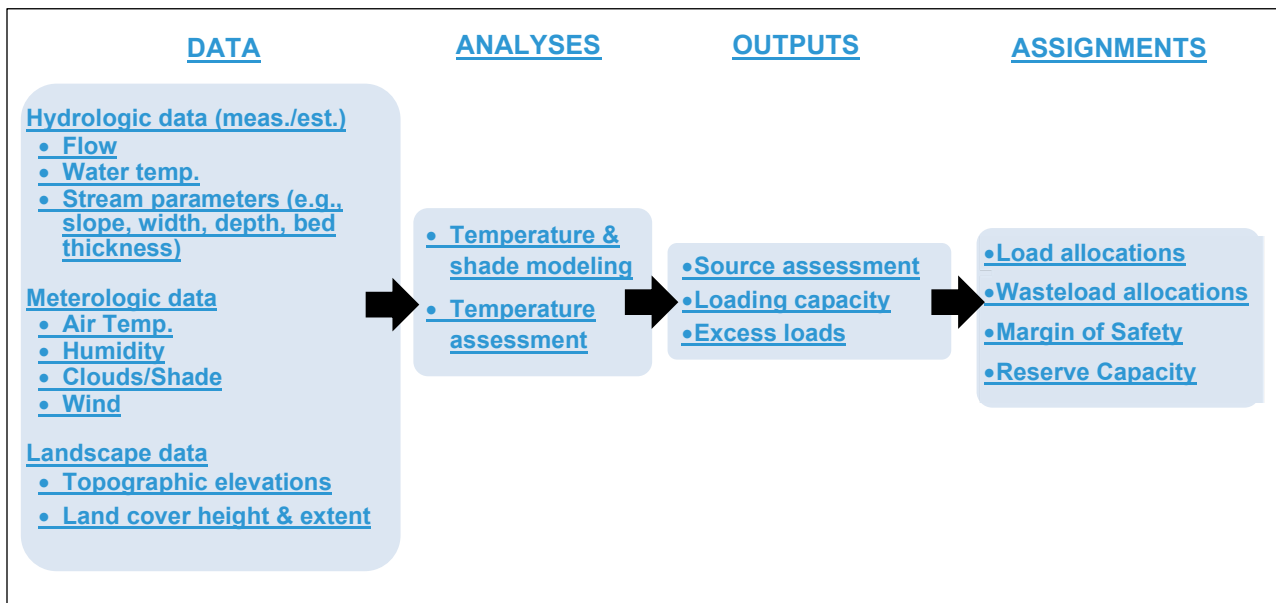 DATA
Hydrologic data (meas./est.)
• Flow
• Water temp.
• Stream parameters (e.g.,
slope, width, depth, bed
thickness)
Meterologic data
• Air Temp.
• Humidity
• Clouds/Shade
• Wind
Landscape data
• Topographic elevations
• Land cover height & extent
ANALYSES
• Temperature &
shade modeling
• Temperature
assessment
OUTPUTS
•Source assessment
•Loading capacity
•Excess loads
ASSIGNMENTS
•Load allocations
•Wasteload allocations
•Margin of Safety
•Reserve Capacity